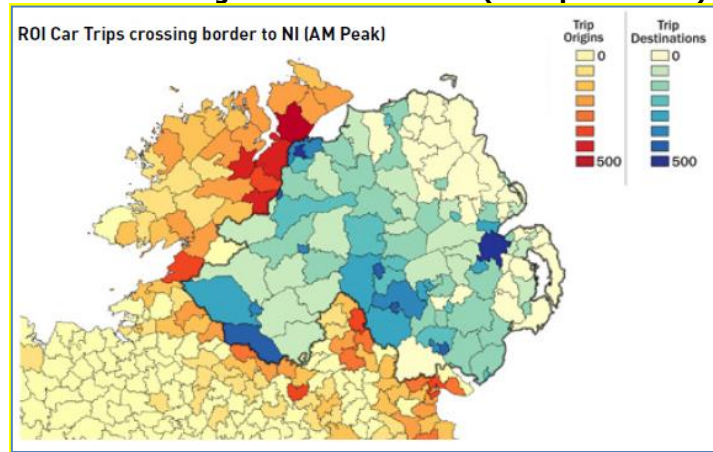 ROI Car Trips crossing border to NI (AM Peak)
Trip
Origins
0
500
Trip
Destinations
0
500